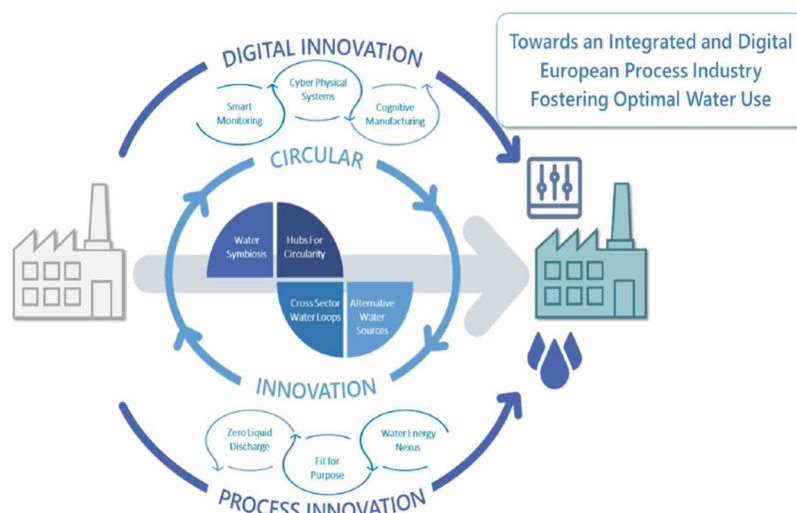 DIGITAL INNOVATION
Towards an Integrated and Digital
European Process Industry
Fostering Optimal Water Use
Cyber Physical
Systems
Smart
Monitoring
Cognitive
Manufacturing
CIRCULAR
Water
Symbiosis
Hubs For
Circularity
Cross Sector
Water Loops
Alternative
Water
Sources
INNOVATION
Zero Liquid
Discharge
Fit for
Purpose
Water Energy
Nexus
PROCESS INNOVATION